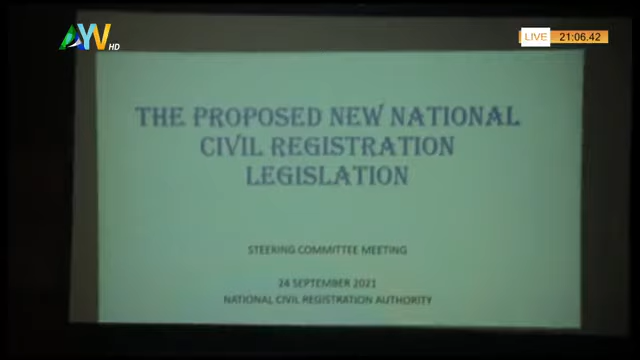 AYV HD
LIVE 21:06.42
THE PROPOSED NEW NATIONAL
CIVIL REGISTRATION
LEGISLATION
STEERING COMMITTEE MEETING
24 SEPTEMBER 2021
NATIONAL CIVIL REGISTRATION AUTHORITY